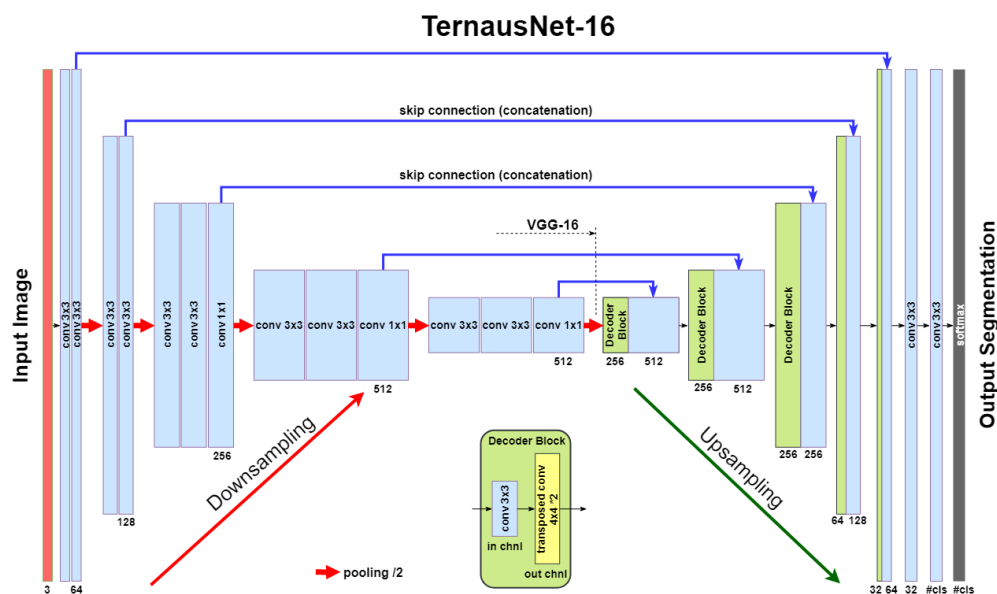 TernausNet-16
skip connection (concatenation)
skip connection (concatenation)
VGG-16
Input Image
conv 3x3
conv 3x3
conv 3x3
conv 3x3
conv 3x3
conv 3x3
conv 1x1
conv 3x3
conv 3x3
conv 1x1
conv 3x3
conv 3x3
conv 1x1
Decoder
Block
Decoder Block
Decoder Block
conv 3x3
conv 3x3
softmax
Output Segmentation
512
256
512
512
256
512
256
256
256
128
64
128
3
64
32
64
32
#cls
#cls
Downsampling
Upsampling
Decoder Block
conv 3x3
transposed conv
4x4 *2
in chnl
out chnl
pooling /2